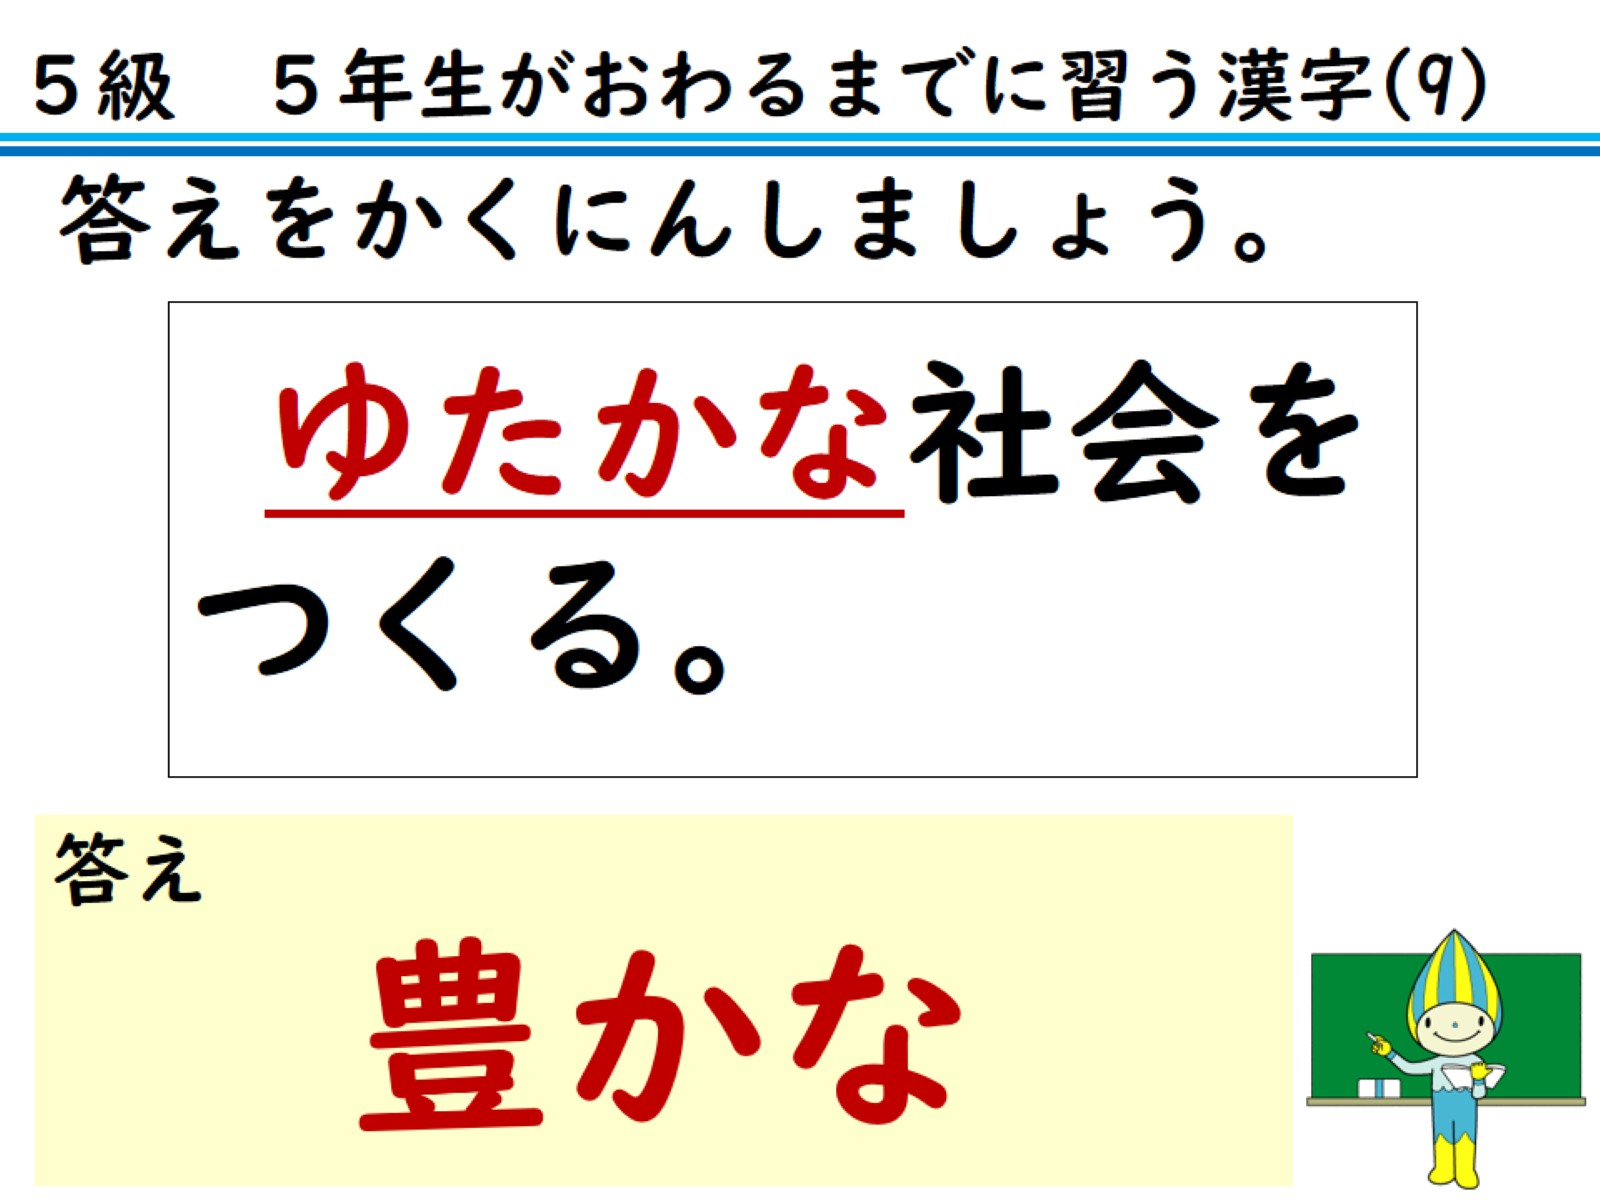 ５級　５年生がおわるまでに習う漢字(9)
答えをかくにんしましょう。
ゆたかな社会を
つくる。
答え
豊かな